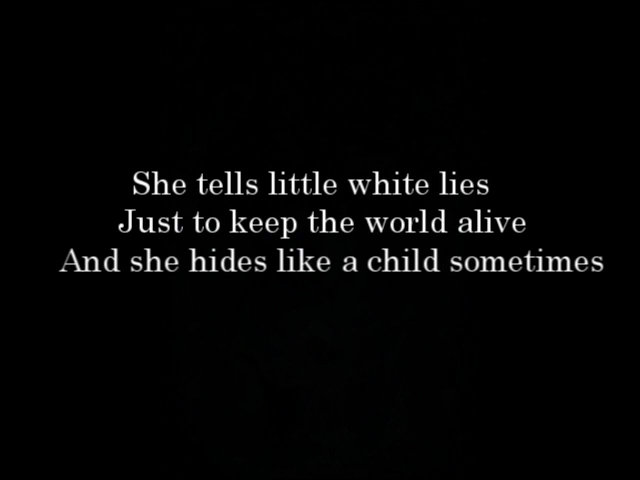 She tells little white lies
Just to keep the world alive
And she hides like a child sometimes